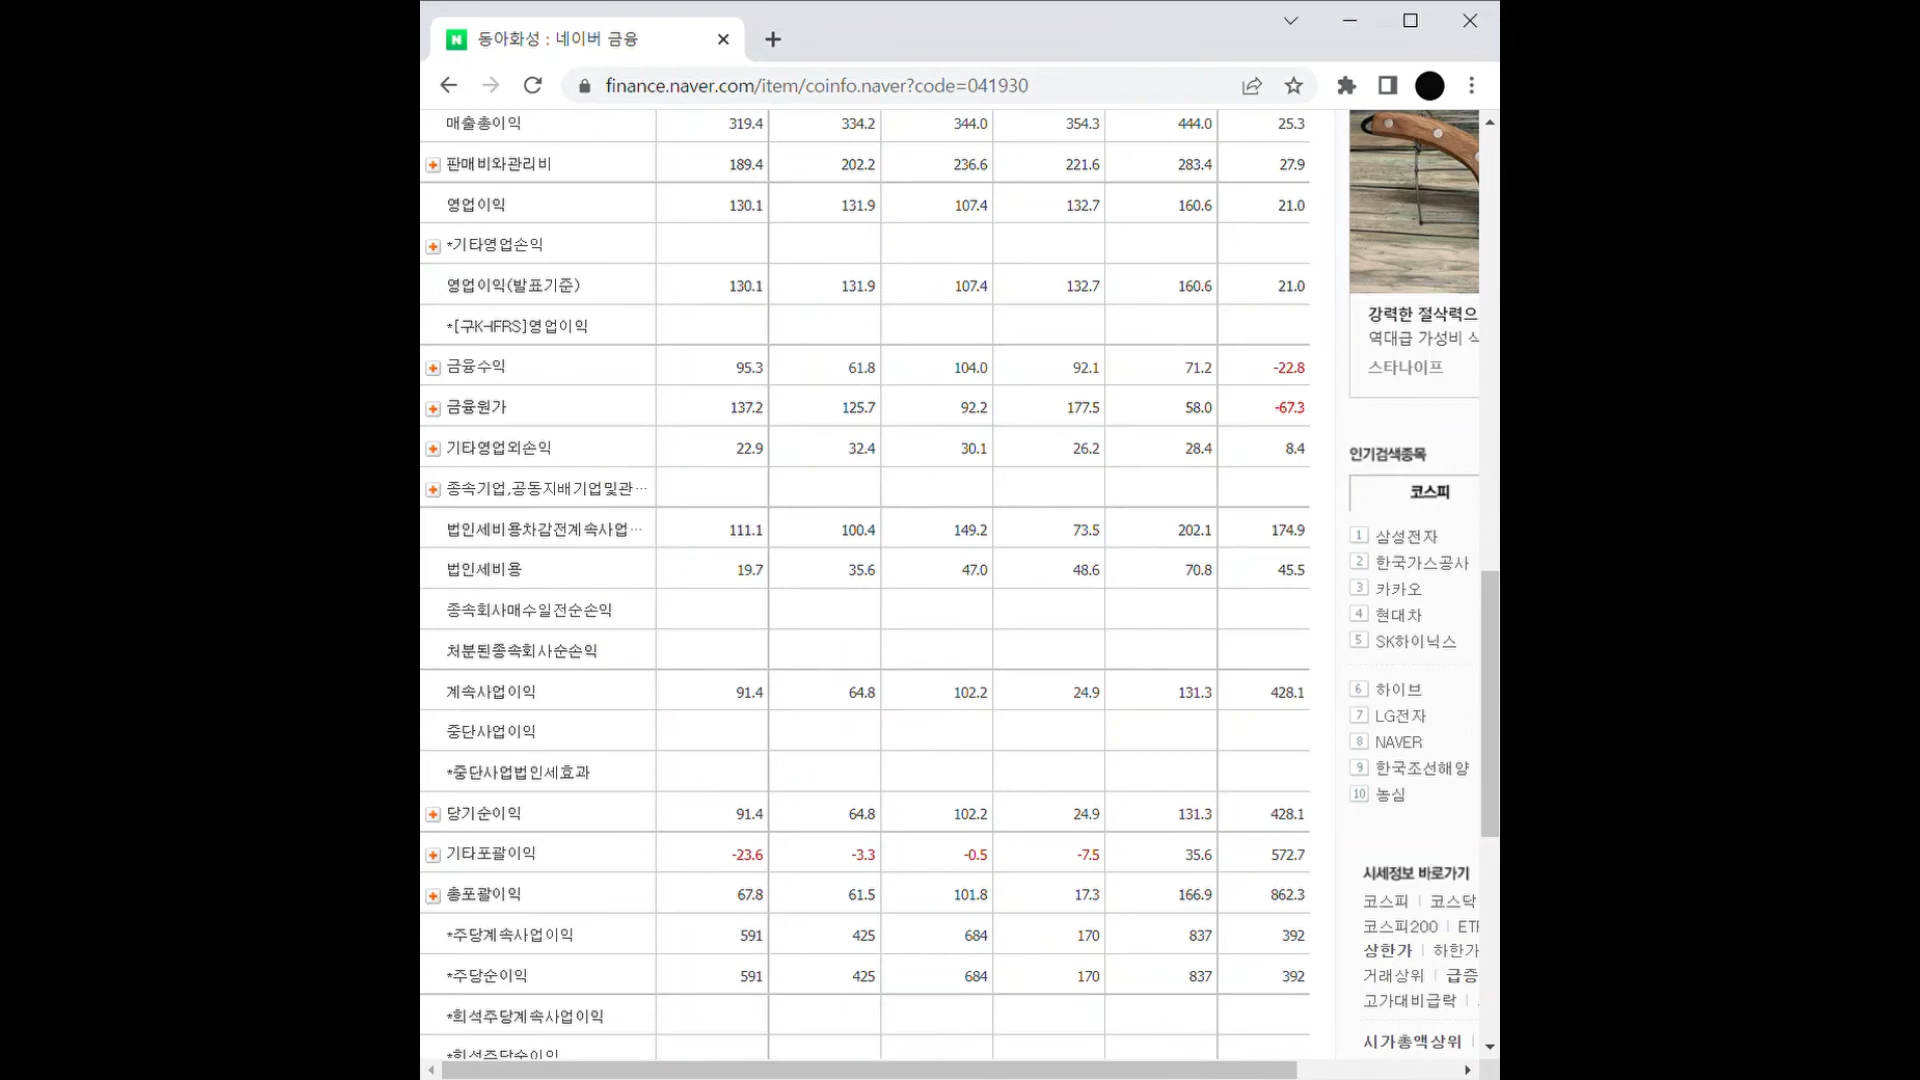 동아화성 : 네이버 금융
finance.naver.com/item/coinfo.naver?code=041930
매출총이익 319.4 334.2 344.0 354.3 444.0 25.3
판매비와관리비 189.4 202.2 236.6 221.6 283.4 27.9
영업이익 130.1 131.9 107.4 132.7 160.6 21.0
*기타영업손익
영업이익(발표기준) 130.1 131.9 107.4 132.7 160.6 21.0
*[구K-IFRS]영업이익
금융수익 95.3 61.8 104.0 92.1 71.2 -22.8
금융원가 137.2 125.7 92.2 177.5 58.0 -67.3
기타영업외손익 22.9 32.4 30.1 26.2 28.4 8.4
종속기업,공동지배기업및관…
법인세비용차감전계속사업… 111.1 100.4 149.2 73.5 202.1 174.9
법인세비용 19.7 35.6 47.0 48.6 70.8 45.5
종속회사매수일전순손익
처분된종속회사순손익
계속사업이익 91.4 64.8 102.2 24.9 131.3 428.1
중단사업이익
*중단사업법인세효과
당기순이익 91.4 64.8 102.2 24.9 131.3 428.1
기타포괄이익 -23.6 -3.3 -0.5 -7.5 35.6 572.7
총포괄이익 67.8 61.5 101.8 17.3 166.9 862.3
*주당계속사업이익 591 425 684 170 837 392
*주당순이익 591 425 684 170 837 392
*희석주당계속사업이익
*희석주당순이익
강력한 절삭력으
역대급 가성비 식
스타나이프
인기검색종목
코스피
1 삼성전자
2 한국가스공사
3 카카오
4 현대차
5 SK하이닉스
6 하이브
7 LG전자
8 NAVER
9 한국조선해양
10 농심
시세정보 바로가기
코스피 | 코스닥
코스피200 | ETF
상한가 | 하한가
거래상위 | 급증
고가대비급락 |
시가총액상위 |